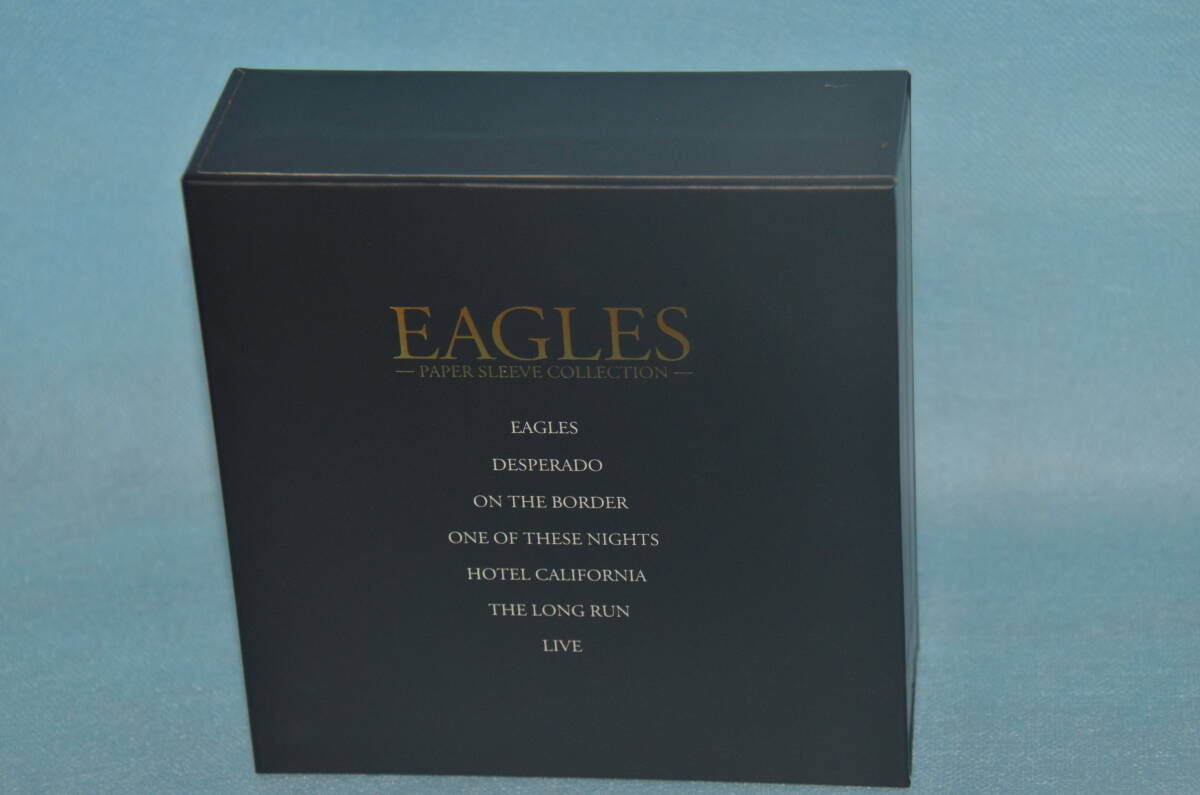 EAGLES
— PAPER SLEEVE COLLECTION —
EAGLES
DESPERADO
ON THE BORDER
ONE OF THESE NIGHTS
HOTEL CALIFORNIA
THE LONG RUN
LIVE